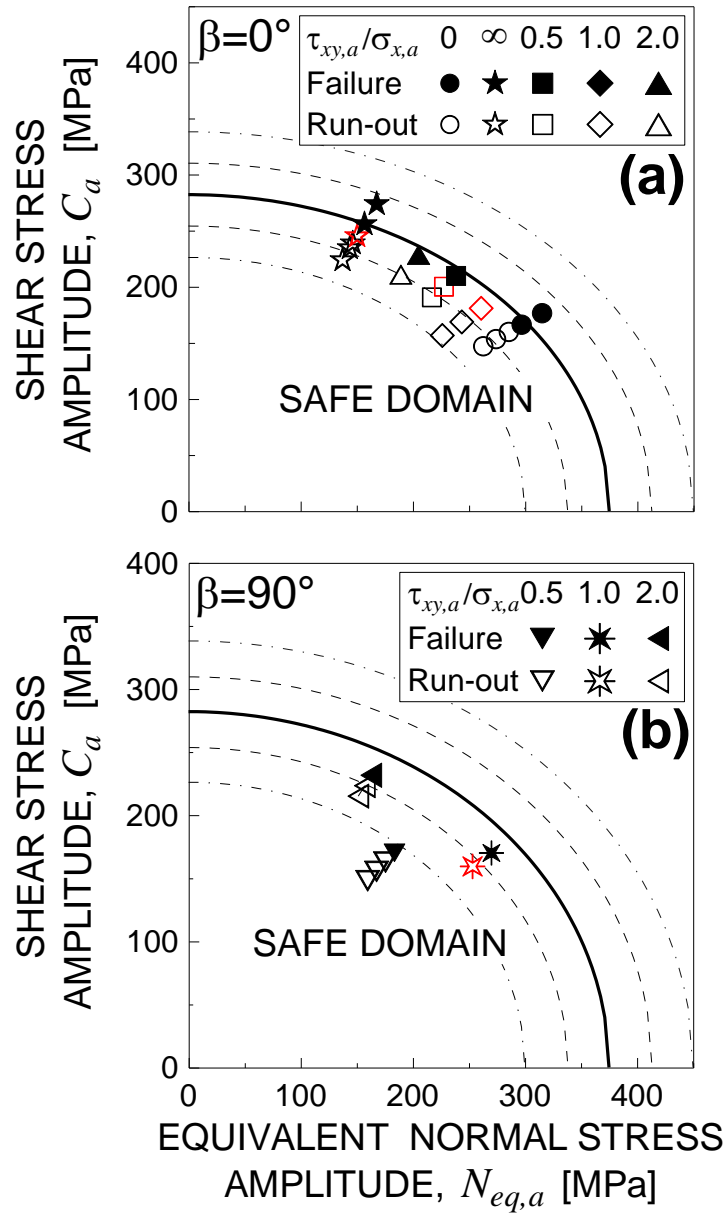 β=0°
τxy,a/σx,a 0 ∞ 0.5 1.0 2.0
Failure
Run-out
(a)
SHEAR STRESS
AMPLITUDE, Ca [MPa]
400
300
200
100
0
SAFE DOMAIN
β=90°
τxy,a/σx,a 0.5 1.0 2.0
Failure
Run-out
(b)
SHEAR STRESS
AMPLITUDE, Ca [MPa]
400
300
200
100
0
SAFE DOMAIN
0 100 200 300 400
EQUIVALENT NORMAL STRESS
AMPLITUDE, Neq,a [MPa]